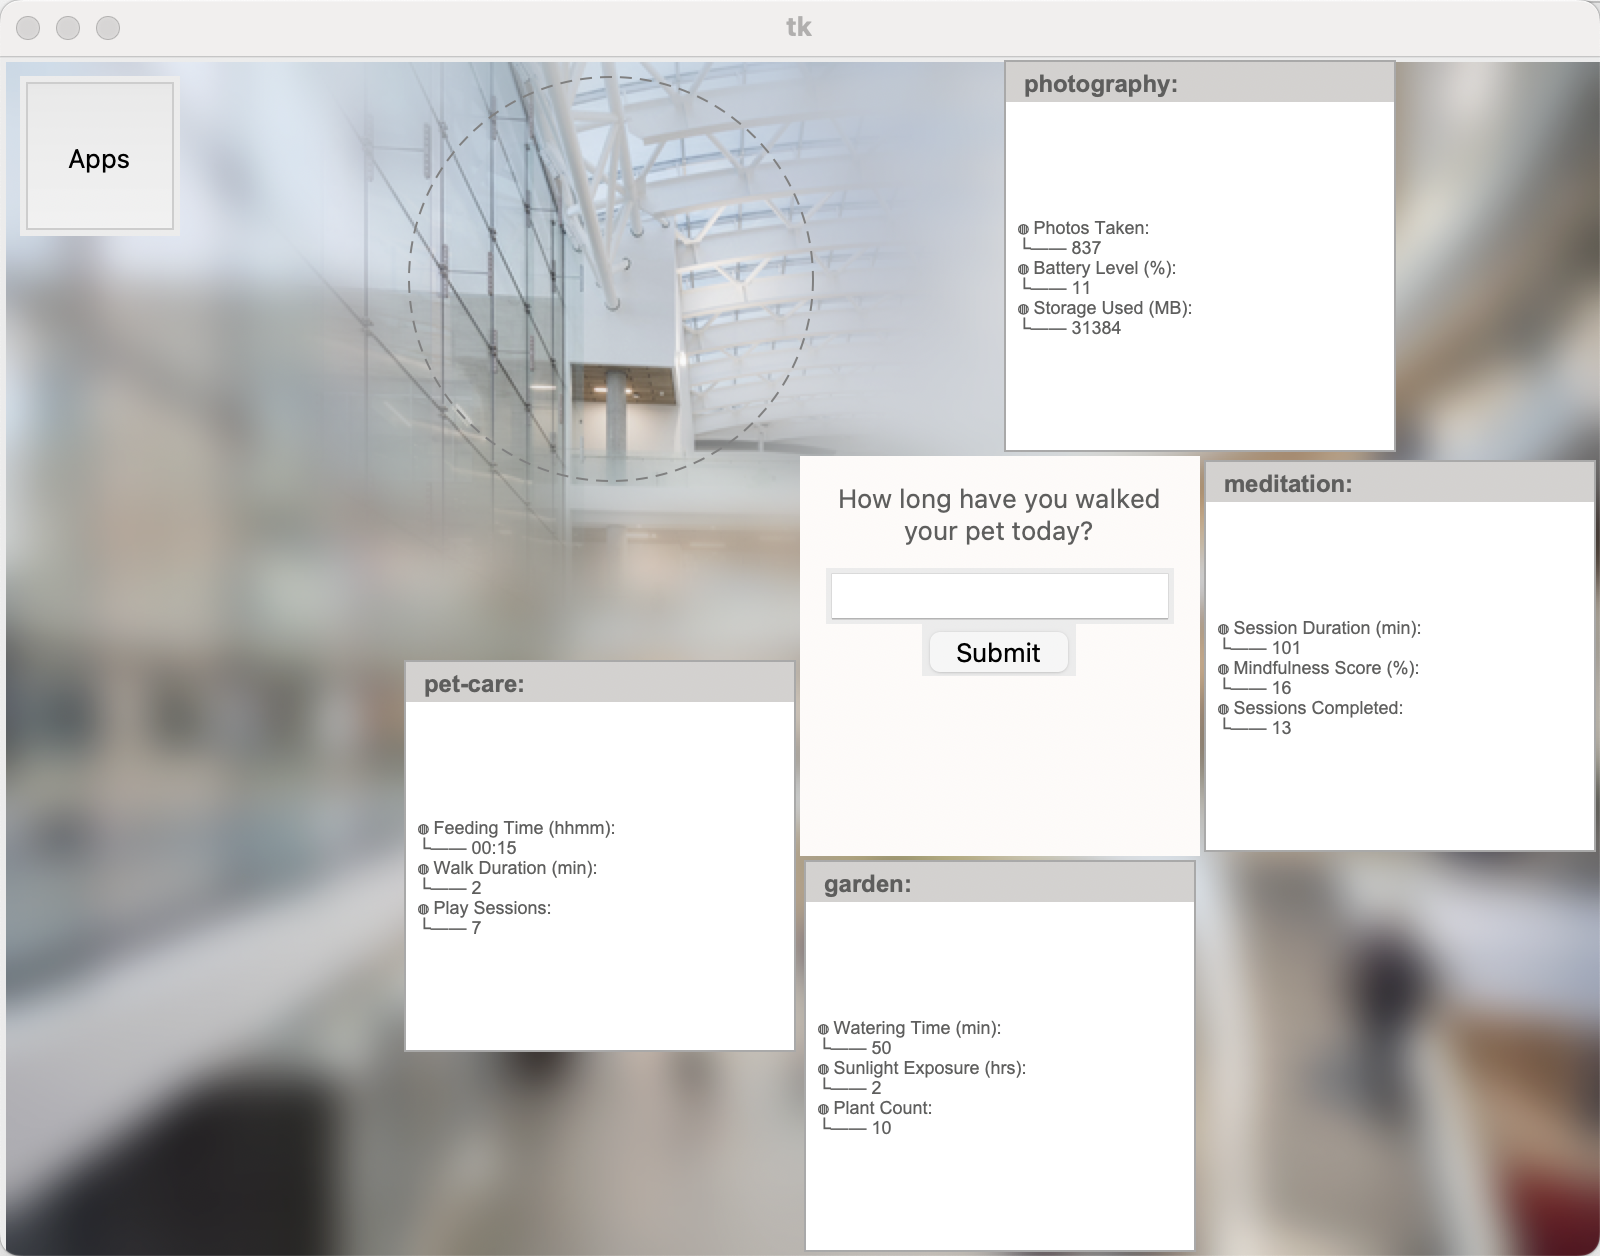 tk
Apps
photography:
◍ Photos Taken:
└─── 837
◍ Battery Level (%):
└─── 11
◍ Storage Used (MB):
└─── 31384
How long have you walked
your pet today?
Submit
meditation:
◍ Session Duration (min):
└─── 101
◍ Mindfulness Score (%):
└─── 16
◍ Sessions Completed:
└─── 13
pet-care:
◍ Feeding Time (hhmm):
└─── 00:15
◍ Walk Duration (min):
└─── 2
◍ Play Sessions:
└─── 7
garden:
◍ Watering Time (min):
└─── 50
◍ Sunlight Exposure (hrs):
└─── 2
◍ Plant Count:
└─── 10